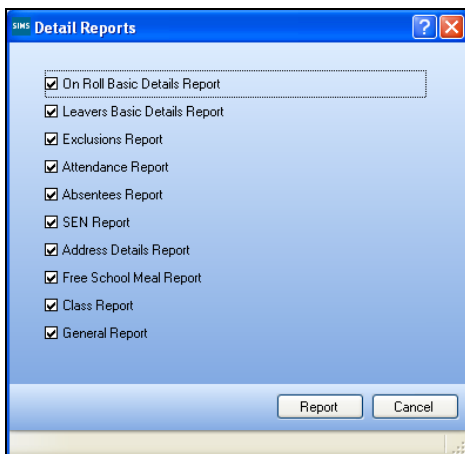 SIMS Detail Reports
On Roll Basic Details Report
Leavers Basic Details Report
Exclusions Report
Attendance Report
Absentees Report
SEN Report
Address Details Report
Free School Meal Report
Class Report
General Report
Report Cancel